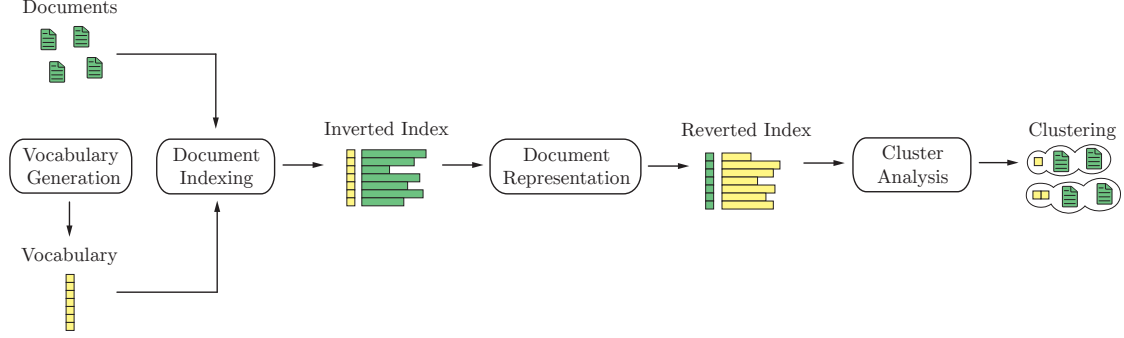 Documents
Vocabulary
Generation
Document
Indexing
Inverted Index
Document
Representation
Reverted Index
Cluster
Analysis
Clustering
Vocabulary